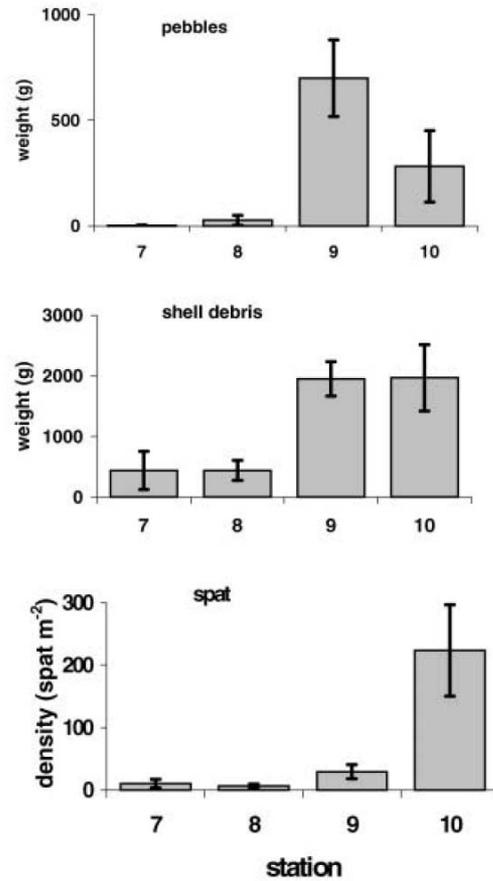 pebbles
1000
500
0
weight (g)
7 8 9 10
shell debris
3000
2000
1000
0
weight (g)
7 8 9 10
spat
300
200
100
0
density (spat m⁻²)
7 8 9 10
station